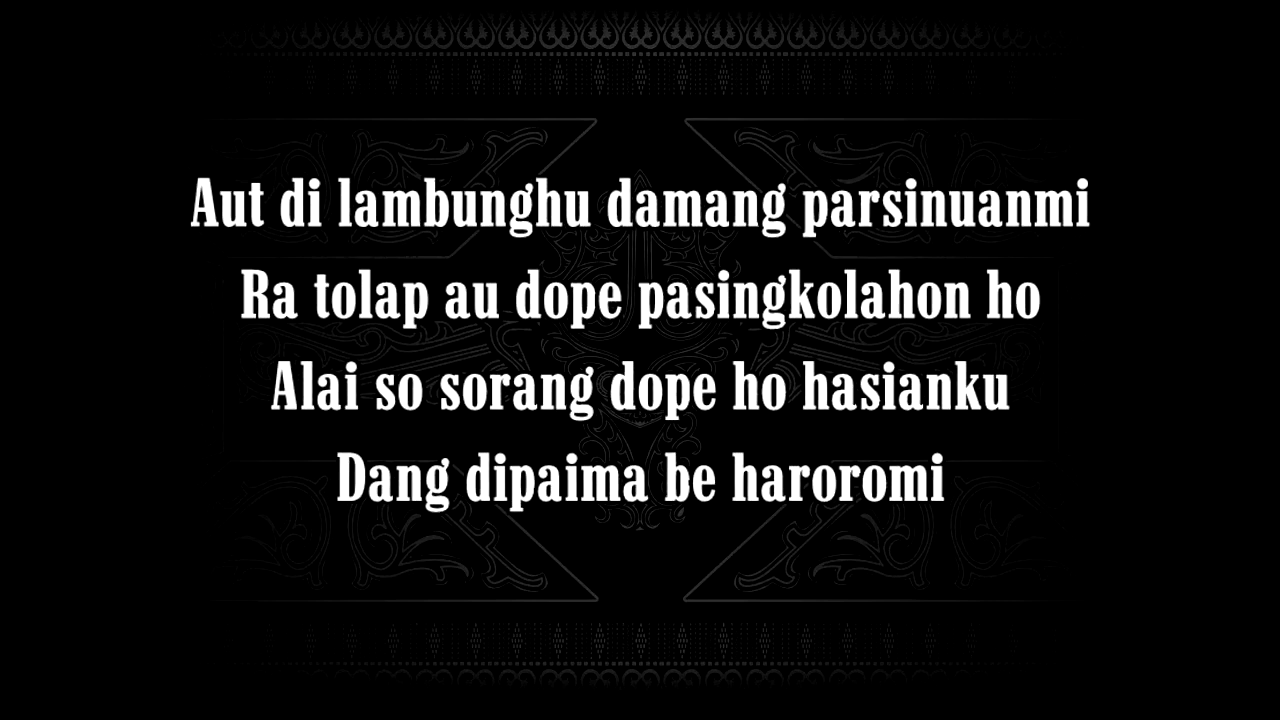 Aut di lambunghu damang parsinuanmi
Ra tolap au dope pasingkolahon ho
Alai so sorang dope ho hasianku
Dang dipaima be haroromi